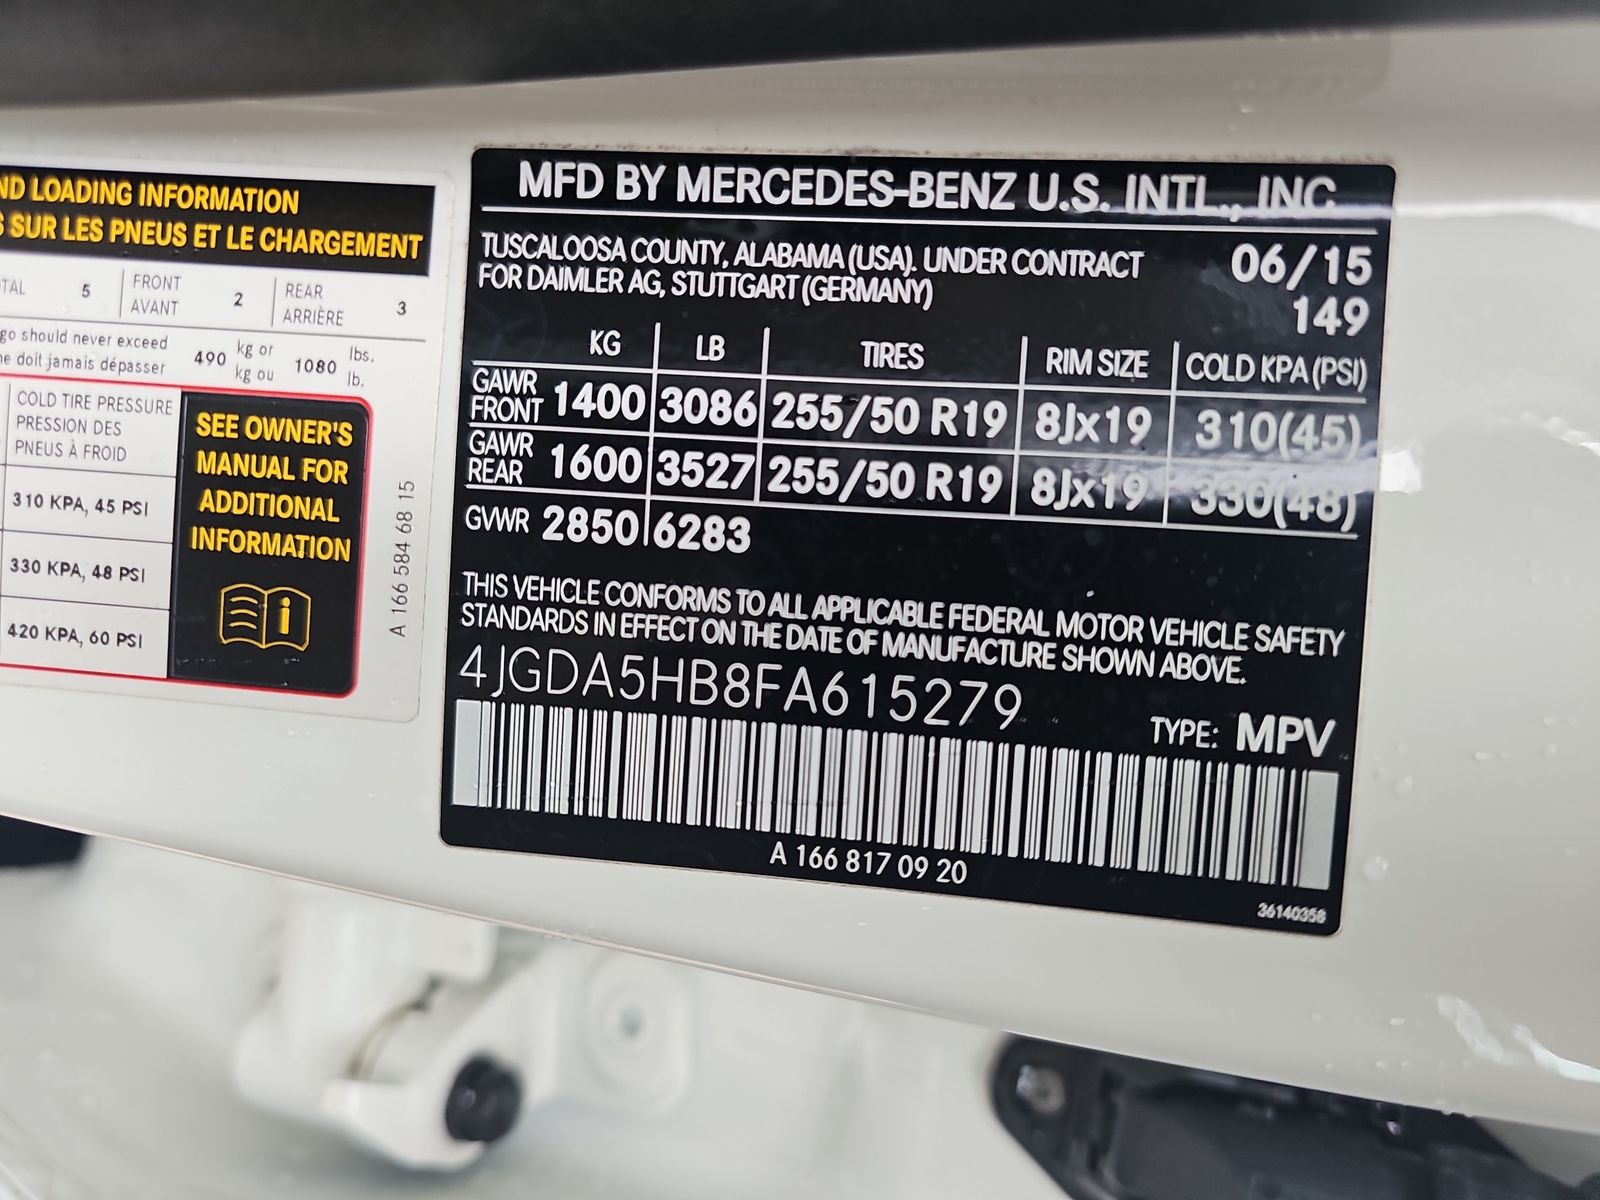 ND LOADING INFORMATION
SUR LES PNEUS ET LE CHARGEMENT
5 FRONT AVANT 2 REAR ARRIÈRE 3
go should never exceed
doit jamais dépasser
490 kg or kg ou 1080 lbs. lb.
COLD TIRE PRESSURE
PRESSION DES
PNEUS À FROID
310 KPA, 45 PSI
330 KPA, 48 PSI
420 KPA, 60 PSI
SEE OWNER'S
MANUAL FOR
ADDITIONAL
INFORMATION
A 166 584 68 15
MFD BY MERCEDES-BENZ U.S. INTL., INC
TUSCALOOSA COUNTY, ALABAMA (USA). UNDER CONTRACT
FOR DAIMLER AG, STUTTGART (GERMANY)
06/15
149
KG LB TIRES RIM SIZE COLD KPA (PSI)
GAWR FRONT 1400 3086 255/50 R19 8Jx19 310(45)
GAWR REAR 1600 3527 255/50 R19 8Jx19 330(48)
GVWR 2850 6283
THIS VEHICLE CONFORMS TO ALL APPLICABLE FEDERAL MOTOR VEHICLE SAFETY
STANDARDS IN EFFECT ON THE DATE OF MANUFACTURE SHOWN ABOVE.
4JGDA5HB8FA615279
TYPE: MPV
A 166 817 09 20
36140358